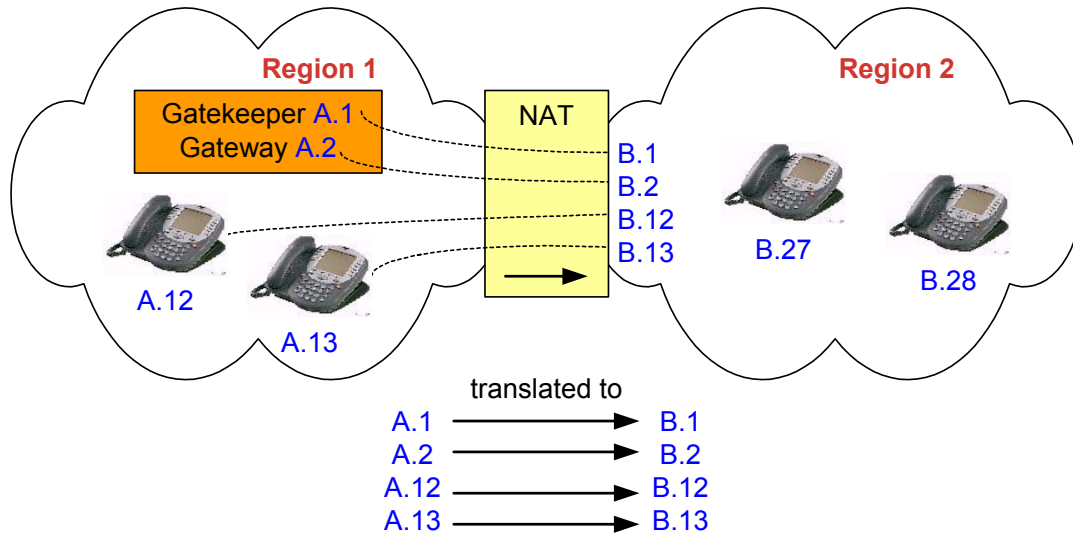 Region 1
Region 2
Gatekeeper A.1
Gateway A.2
NAT
B.1
B.2
B.12
B.13
A.12
A.13
B.27
B.28
translated to
A.1 B.1
A.2 B.2
A.12 B.12
A.13 B.13